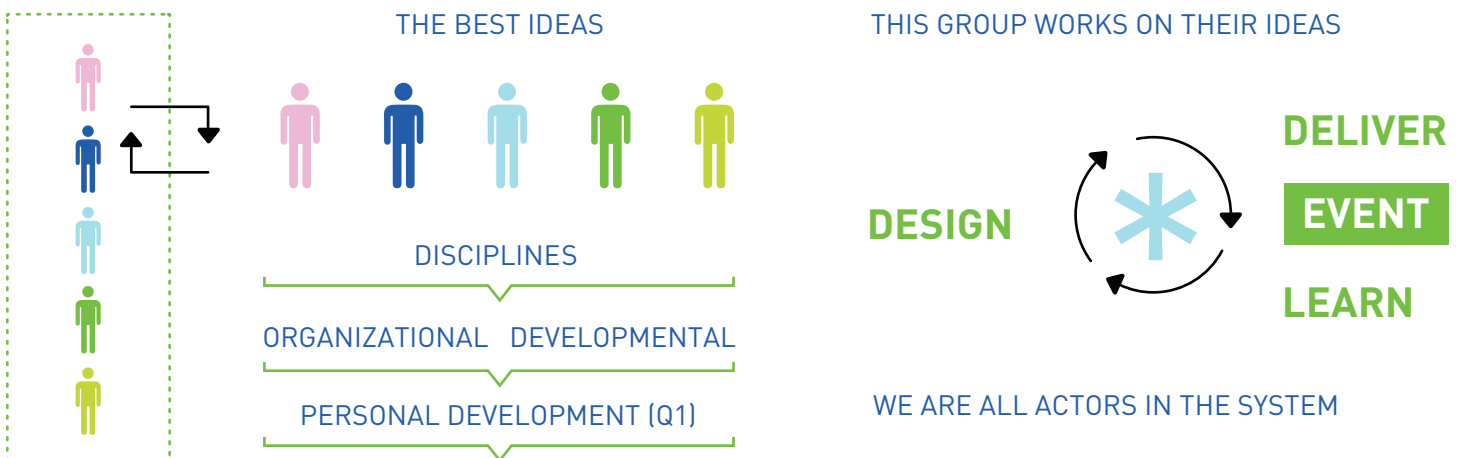 THE BEST IDEAS
DISCIPLINES
ORGANIZATIONAL DEVELOPMENTAL
PERSONAL DEVELOPMENT (Q1)
THIS GROUP WORKS ON THEIR IDEAS
DESIGN
DELIVER
EVENT
LEARN
WE ARE ALL ACTORS IN THE SYSTEM